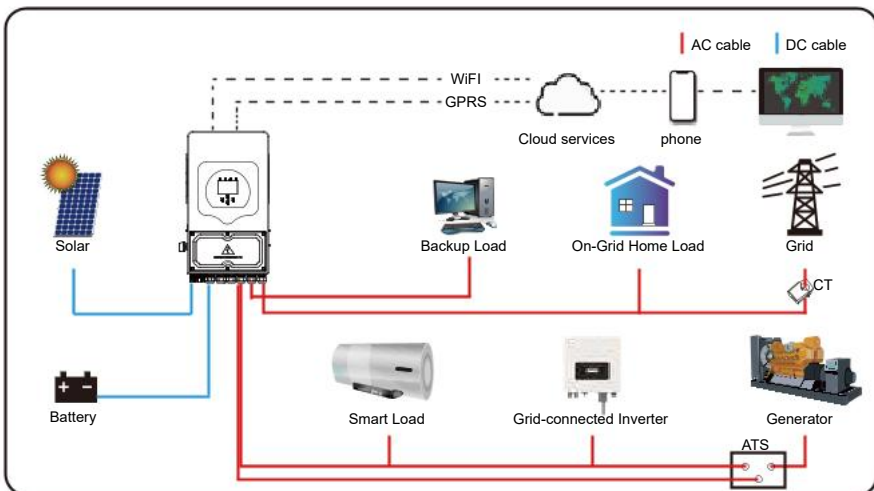 AC cable
DC cable
WiFI
GPRS
Cloud services
phone
Solar
Backup Load
On-Grid Home Load
Grid
CT
Battery
Smart Load
Grid-connected Inverter
Generator
ATS